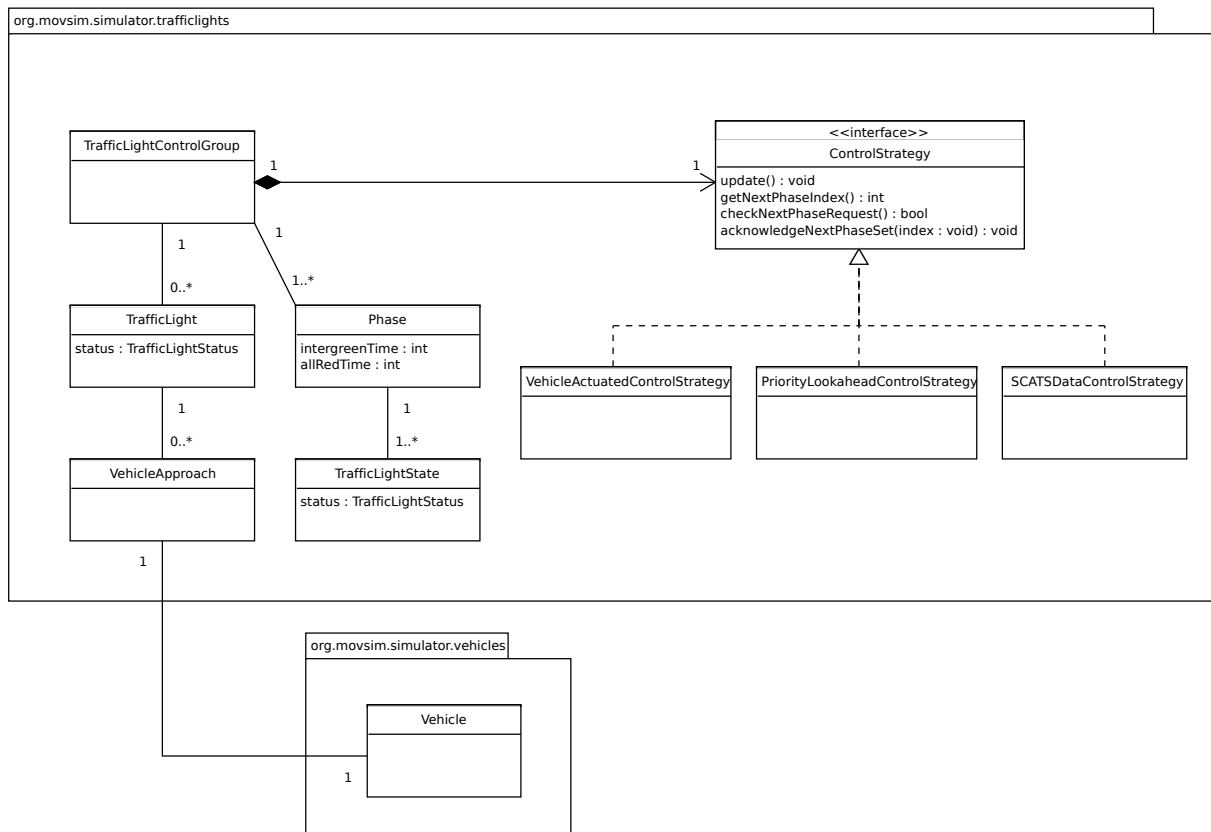 org.movsim.simulator.trafficlights
<<interface>>
TrafficLightControlGroup
ControlStrategy
1
1
update() : void
getNextPhaseIndex() : int
checkNextPhaseRequest() : bool
acknowledgeNextPhaseSet(index : void) : void
1
1
0..*
1..*
TrafficLight
status : TrafficLightStatus
Phase
intergreenTime : int
allRedTime : int
VehicleActuatedControlStrategy
PriorityLookaheadControlStrategy
SCATSDataControlStrategy
1
1
0..*
1..*
VehicleApproach
TrafficLightState
status : TrafficLightStatus
1
org.movsim.simulator.vehicles
Vehicle
1